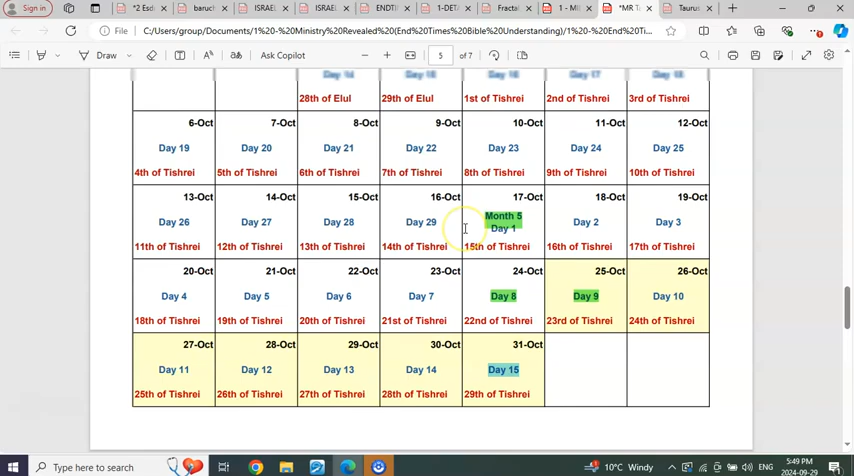 Sign in
*2 Esd
baruch
ISRAEL
ISRAEL
ENDTIN
1-DETA
Fractal
1 - Mil
*MR Ta
Taurus
File
C:/Users/group/Documents/1%20-%20Ministry%20Revealed%20(End%20Times%20Bible%20Understanding)/1%20-%20END%20Ti...
Draw
Ask Copilot
5 of 7
28th of Elul 29th of Elul 1st of Tishrei 2nd of Tishrei 3rd of Tishrei
6-Oct 7-Oct 8-Oct 9-Oct 10-Oct 11-Oct 12-Oct
Day 19 Day 20 Day 21 Day 22 Day 23 Day 24 Day 25
4th of Tishrei 5th of Tishrei 6th of Tishrei 7th of Tishrei 8th of Tishrei 9th of Tishrei 10th of Tishrei
13-Oct 14-Oct 15-Oct 16-Oct 17-Oct 18-Oct 19-Oct
Month 5
Day 26 Day 27 Day 28 Day 29 Day 1 Day 2 Day 3
11th of Tishrei 12th of Tishrei 13th of Tishrei 14th of Tishrei 15th of Tishrei 16th of Tishrei 17th of Tishrei
20-Oct 21-Oct 22-Oct 23-Oct 24-Oct 25-Oct 26-Oct
Day 4 Day 5 Day 6 Day 7 Day 8 Day 9 Day 10
18th of Tishrei 19th of Tishrei 20th of Tishrei 21st of Tishrei 22nd of Tishrei 23rd of Tishrei 24th of Tishrei
27-Oct 28-Oct 29-Oct 30-Oct 31-Oct
Day 11 Day 12 Day 13 Day 14 Day 15
25th of Tishrei 26th of Tishrei 27th of Tishrei 28th of Tishrei 29th of Tishrei
Type here to search
10°C Windy
ENG
5:49 PM
2024-09-29